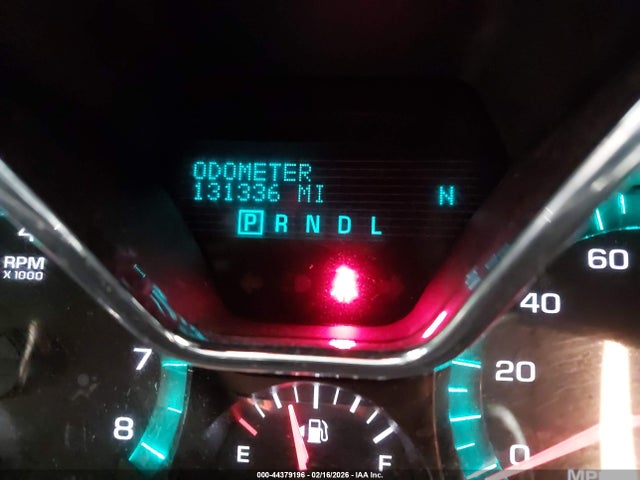 ODOMETER
131336 MI N
P R N D L
4
RPM
X 1000
60
40
7
20
8
E F
0
MP
000-44379196 - 02/16/2026 - IAA Inc.